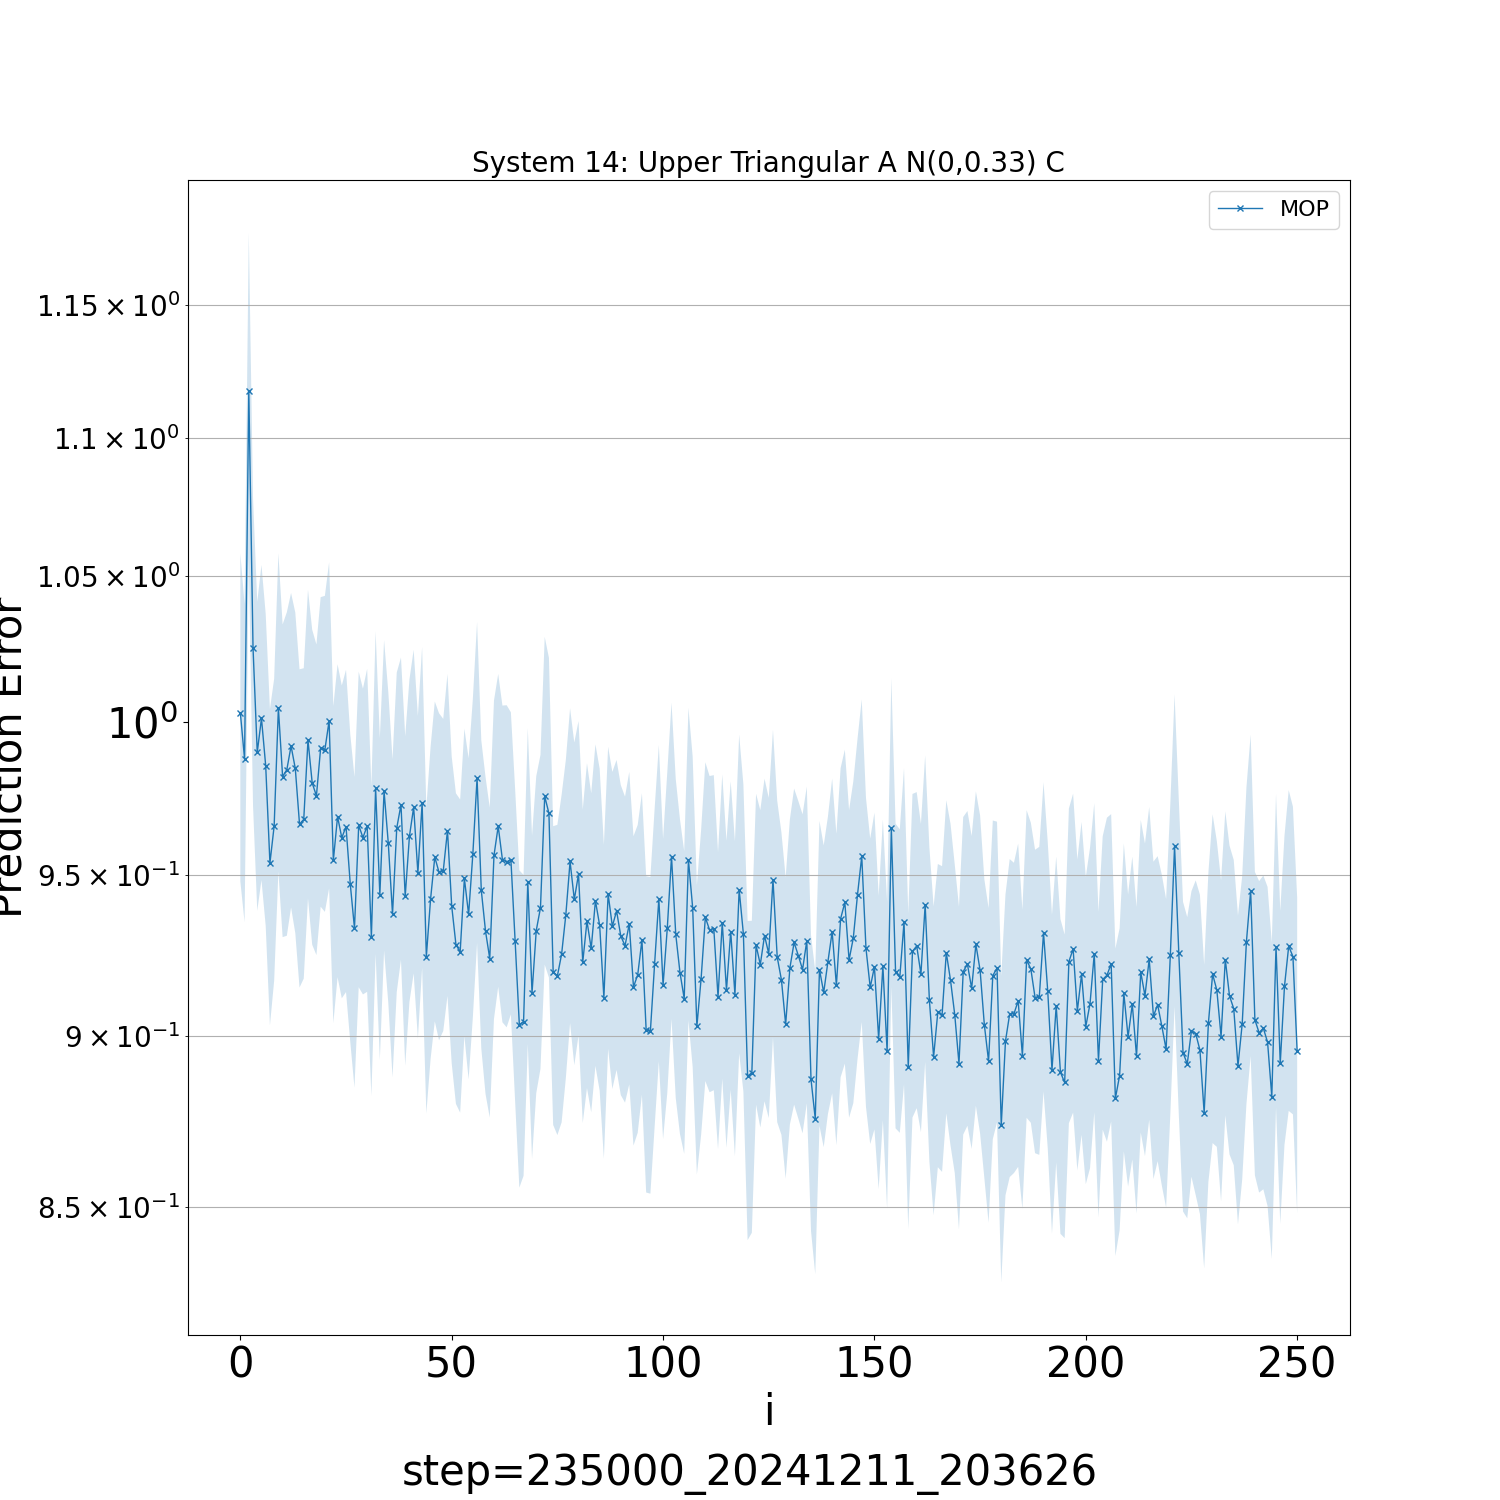 System 14: Upper Triangular A N(0,0.33) C
MOP
1.15 × 10⁰
1.1 × 10⁰
1.05 × 10⁰
10⁰
9.5 × 10⁻¹
9 × 10⁻¹
8.5 × 10⁻¹
Prediction Error
0 50 100 150 200 250
i
step=235000_20241211_203626